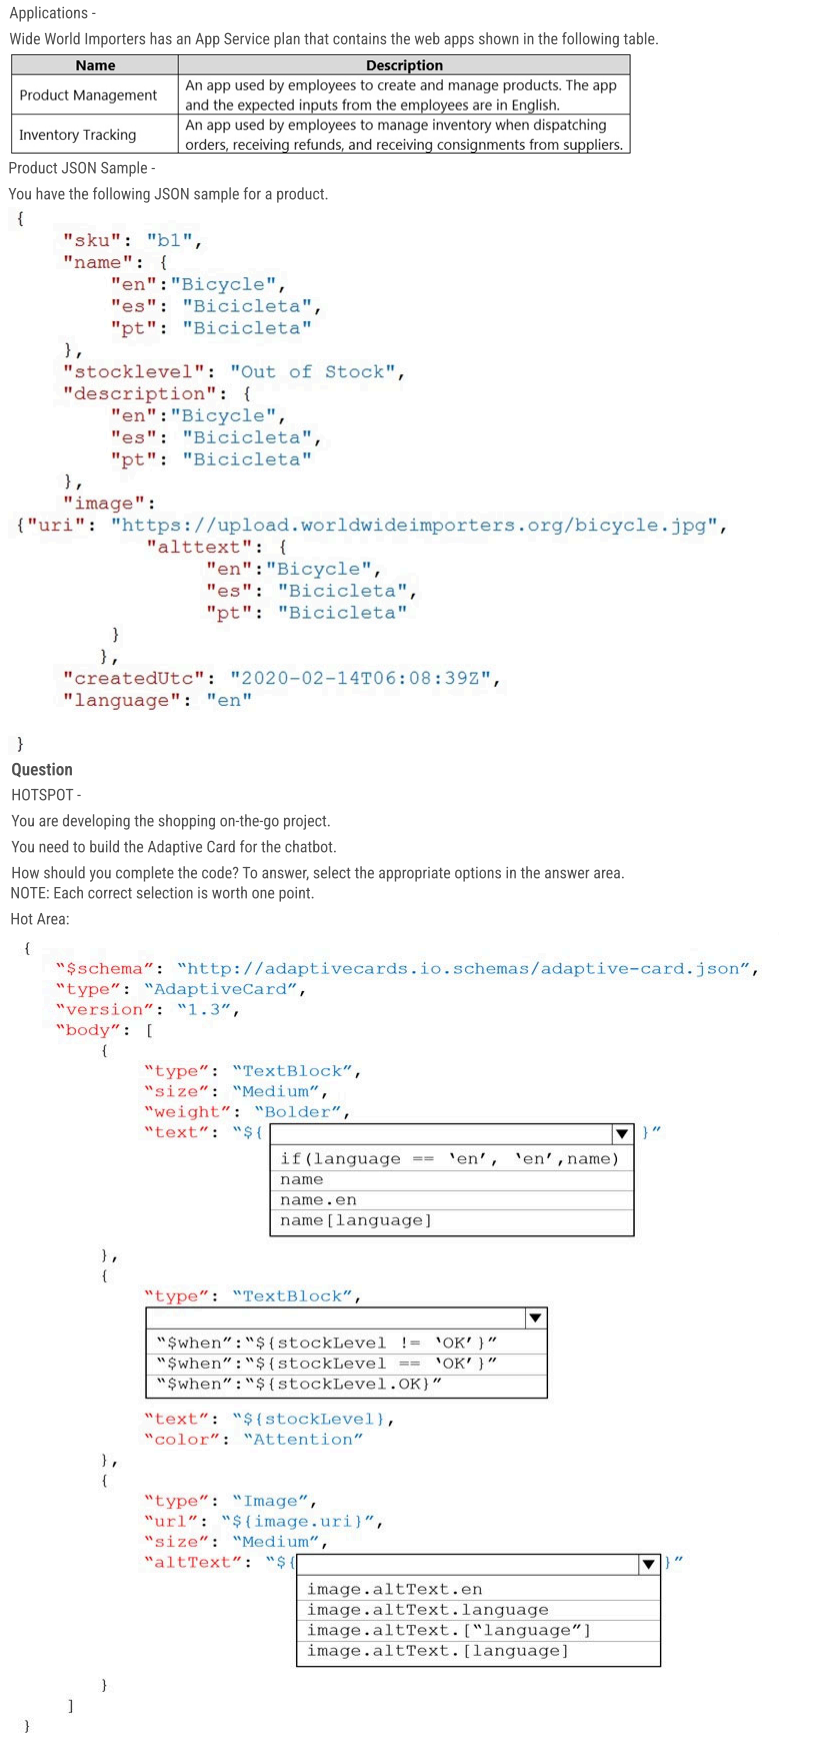 Applications -
Wide World Importers has an App Service plan that contains the web apps shown in the following table.
Name Description
Product Management An app used by employees to create and manage products. The app
and the expected inputs from the employees are in English.
Inventory Tracking An app used by employees to manage inventory when dispatching
orders, receiving refunds, and receiving consignments from suppliers.
Product JSON Sample -
You have the following JSON sample for a product.
{
"sku": "b1",
"name": {
"en":"Bicycle",
"es": "Bicicleta",
"pt": "Bicicleta"
},
"stocklevel": "Out of Stock",
"description": {
"en":"Bicycle",
"es": "Bicicleta",
"pt": "Bicicleta"
},
"image":
{"uri": "https://upload.worldwideimporters.org/bicycle.jpg",
"alttext": {
"en":"Bicycle",
"es": "Bicicleta",
"pt": "Bicicleta"
}
},
"createdUtc": "2020-02-14T06:08:39Z",
"language": "en"
}
Question
HOTSPOT -
You are developing the shopping on-the-go project.
You need to build the Adaptive Card for the chatbot.
How should you complete the code? To answer, select the appropriate options in the answer area.
NOTE: Each correct selection is worth one point.
Hot Area:
{
“$schema”: “http://adaptivecards.io.schemas/adaptive-card.json”,
“type”: “AdaptiveCard”,
“version”: “1.3”,
“body”: [
{
“type”: “TextBlock”,
“size”: “Medium”,
“weight”: “Bolder”,
“text”: “${ }”
if(language == ‘en’, ‘en’,name)
name
name.en
name[language]
},
{
“type”: “TextBlock”,
“$when”:“${stockLevel != ‘OK’}”
“$when”:“${stockLevel == ‘OK’}”
“$when”:“${stockLevel.OK}”
“text”: “${stockLevel},
“color”: “Attention”
},
{
“type”: “Image”,
“url”: “${image.uri}”,
“size”: “Medium”,
“altText”: “${ }”
image.altText.en
image.altText.language
image.altText.[“language”]
image.altText.[language]
}
]
}